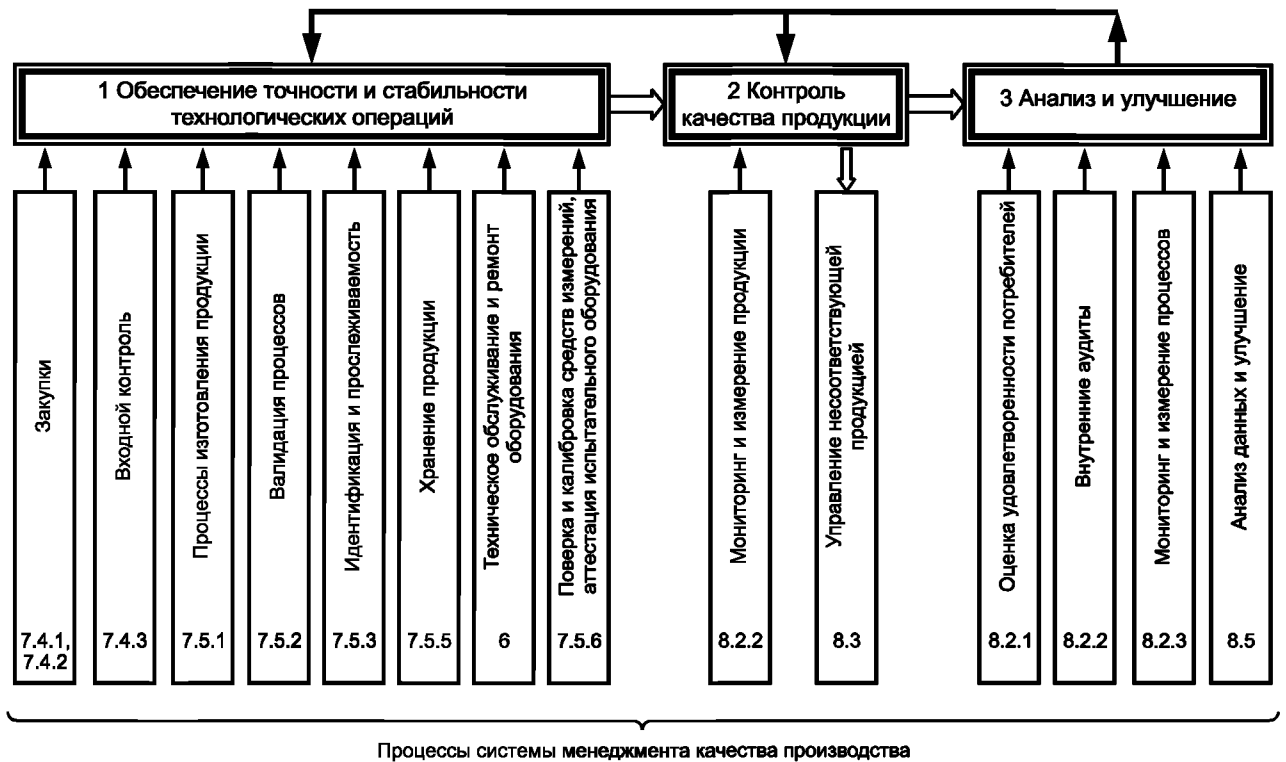 1 Обеспечение точности и стабильности
технологических операций
2 Контроль
качества продукции
3 Анализ и улучшение
Закупки
7.4.1,
7.4.2
Входной контроль
7.4.3
Процессы изготовления продукции
7.5.1
Валидация процессов
7.5.2
Идентификация и прослеживаемость
7.5.3
Хранение продукции
7.5.5
Техническое обслуживание и ремонт
оборудования
6
Поверка и калибровка средств измерений,
аттестация испытательного оборудования
7.5.6
Мониторинг и измерение продукции
8.2.2
Управление несоответствующей
продукцией
8.3
Оценка удовлетворенности потребителей
8.2.1
Внутренние аудиты
8.2.2
Мониторинг и измерение процессов
8.2.3
Анализ данных и улучшение
8.5
Процессы системы менеджмента качества производства